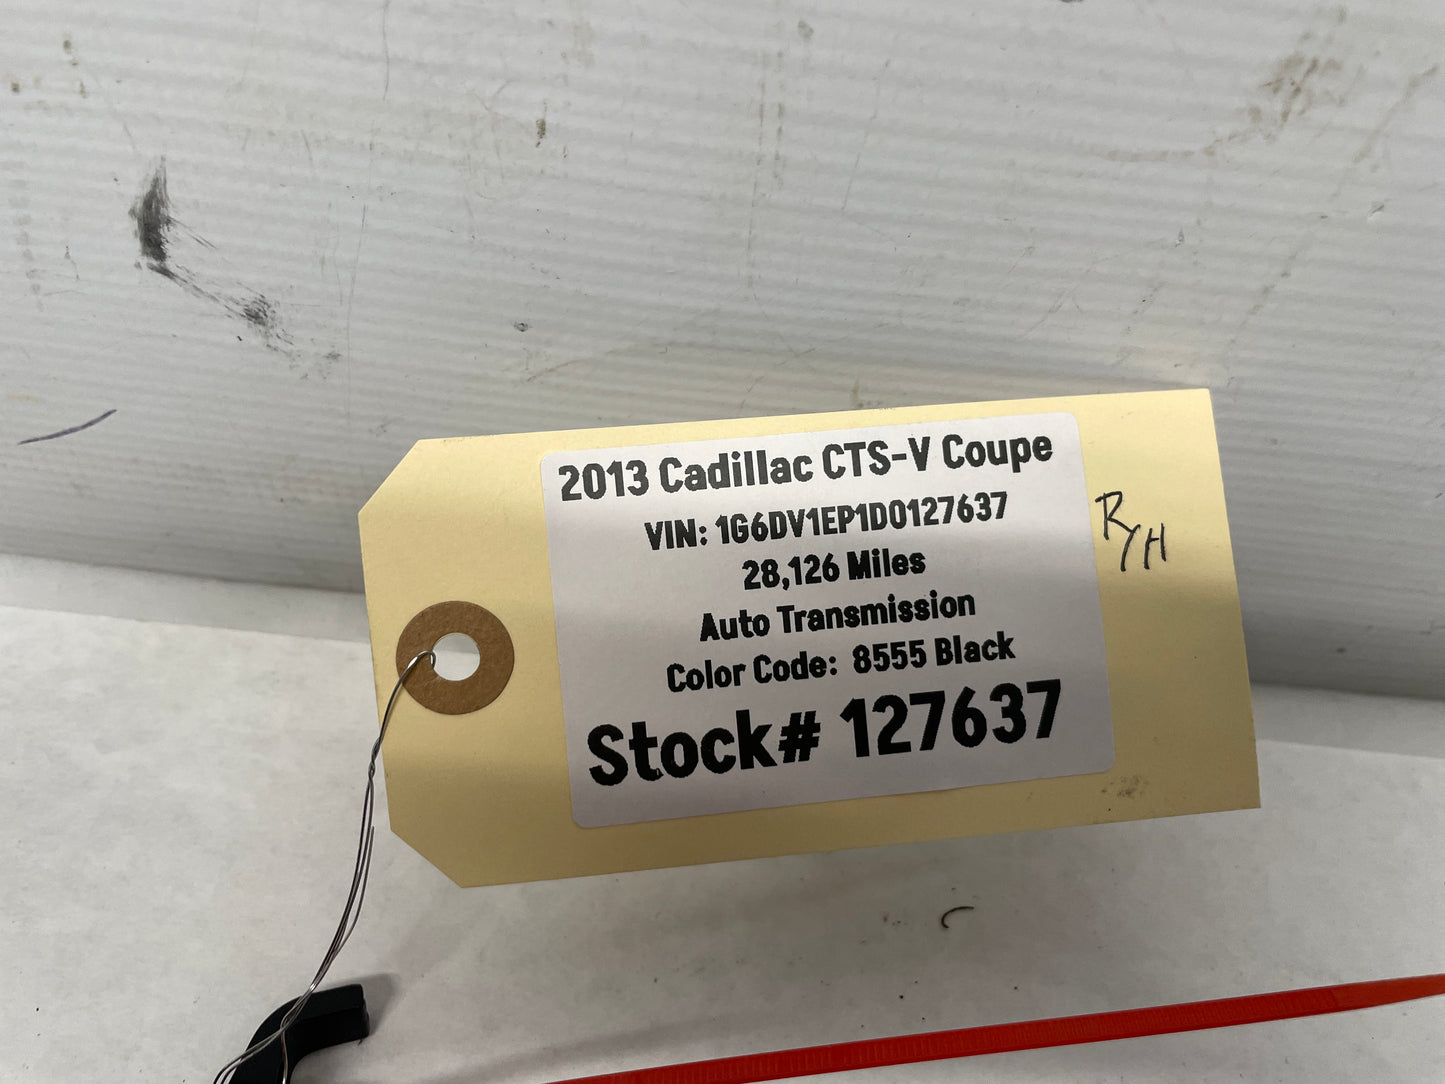 2013 Cadillac CTS-V Coupe
VIN: 1G6DV1EP1D0127637
28,126 Miles
Auto Transmission
Color Code: 8555 Black
Stock# 127637
R/H